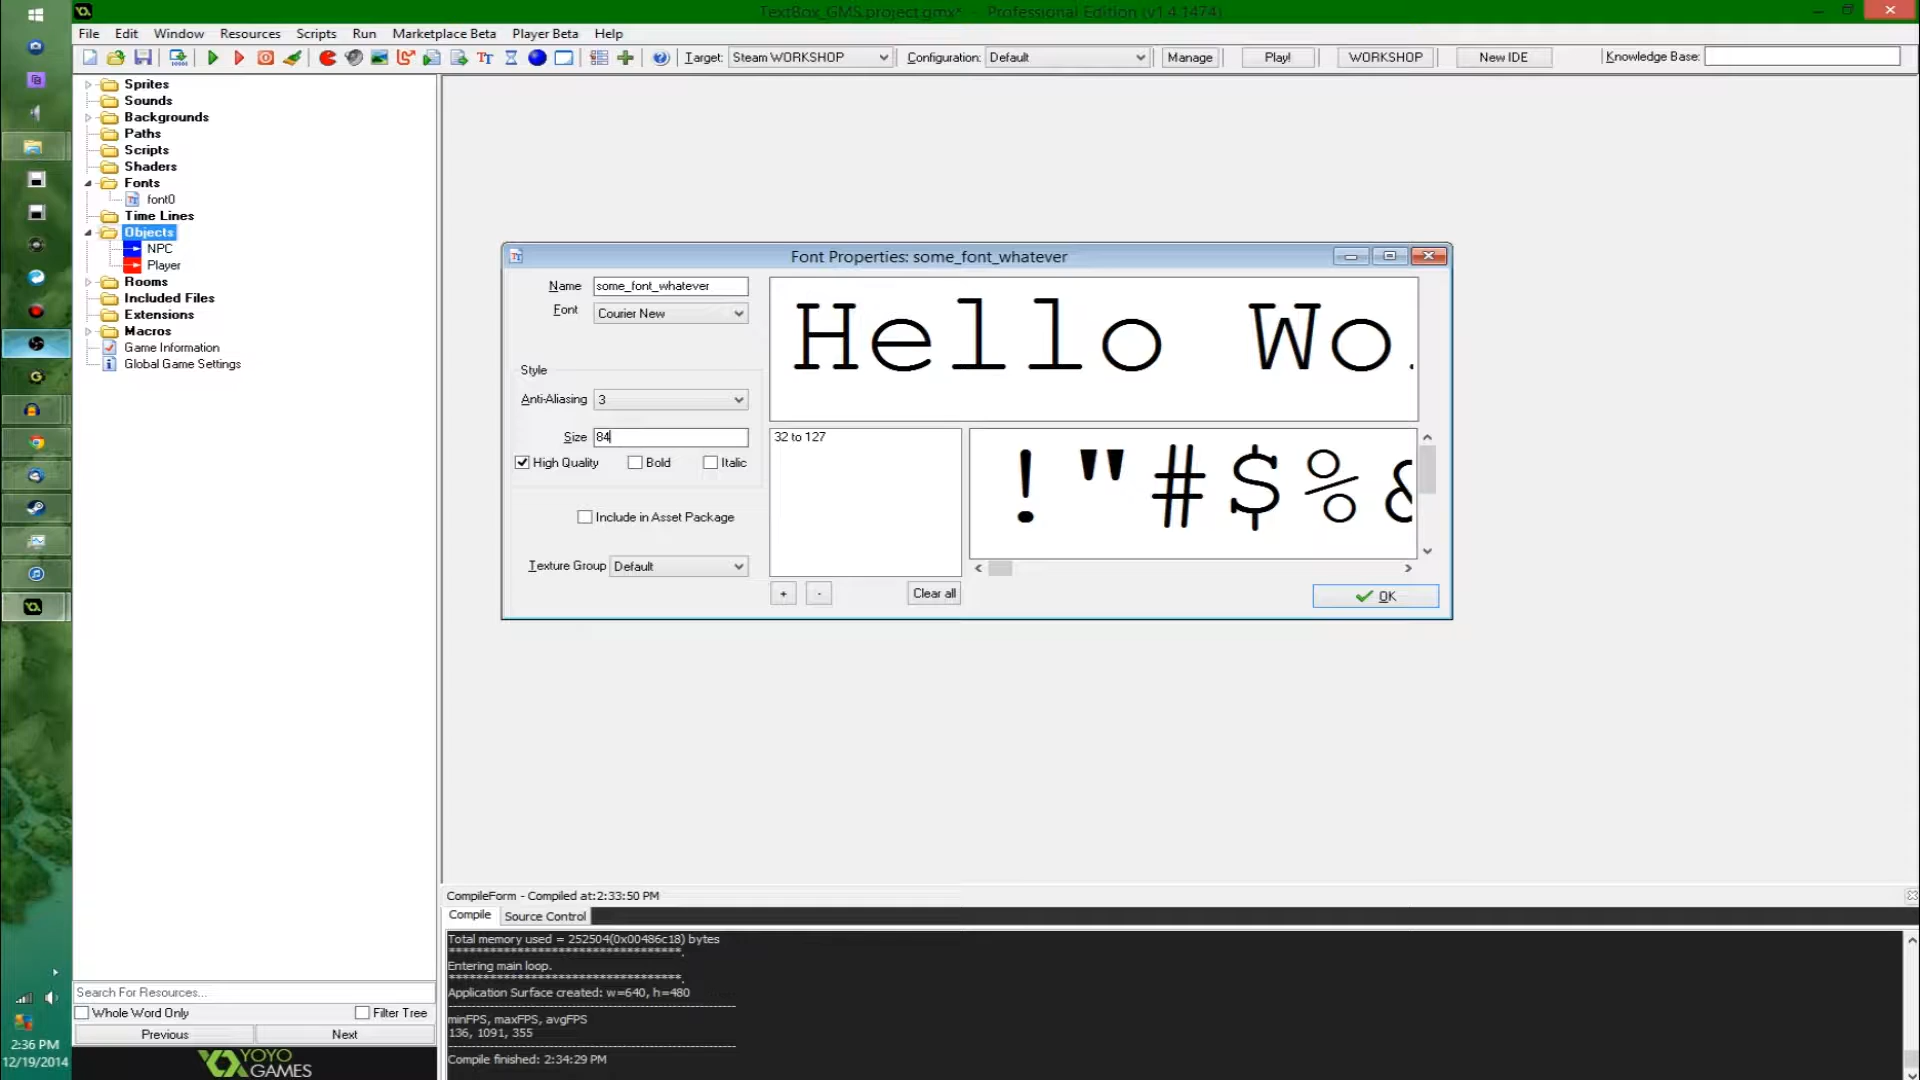 TextBox_GMS.project.gmx* - Professional Edition (v1.4.1474)
File Edit Window Resources Scripts Run Marketplace Beta Player Beta Help
Target: Steam WORKSHOP Configuration: Default Manage Play! WORKSHOP New IDE Knowledge Base:
Sprites
Sounds
Backgrounds
Paths
Scripts
Shaders
Fonts
font0
Time Lines
Objects
NPC
Player
Rooms
Included Files
Extensions
Macros
Game Information
Global Game Settings
Font Properties: some_font_whatever
Name some_font_whatever
Font Courier New
Style
Anti-Aliasing 3
Size 84
High Quality Bold Italic
Include in Asset Package
Texture Group Default
Hello Wo
32 to 127
! " # $ % &
+ - Clear all
OK
CompileForm - Compiled at:2:33:50 PM
Compile Source Control
Total memory used = 252504(0x00486c18) bytes
**********************************.
Entering main loop.
**********************************.
Application Surface created: w=640, h=480
minFPS, maxFPS, avgFPS
136, 1091, 355
Compile finished: 2:34:29 PM
Search For Resources...
Whole Word Only Filter Tree
Previous Next
YOYO
GAMES
2:36 PM
12/19/2014